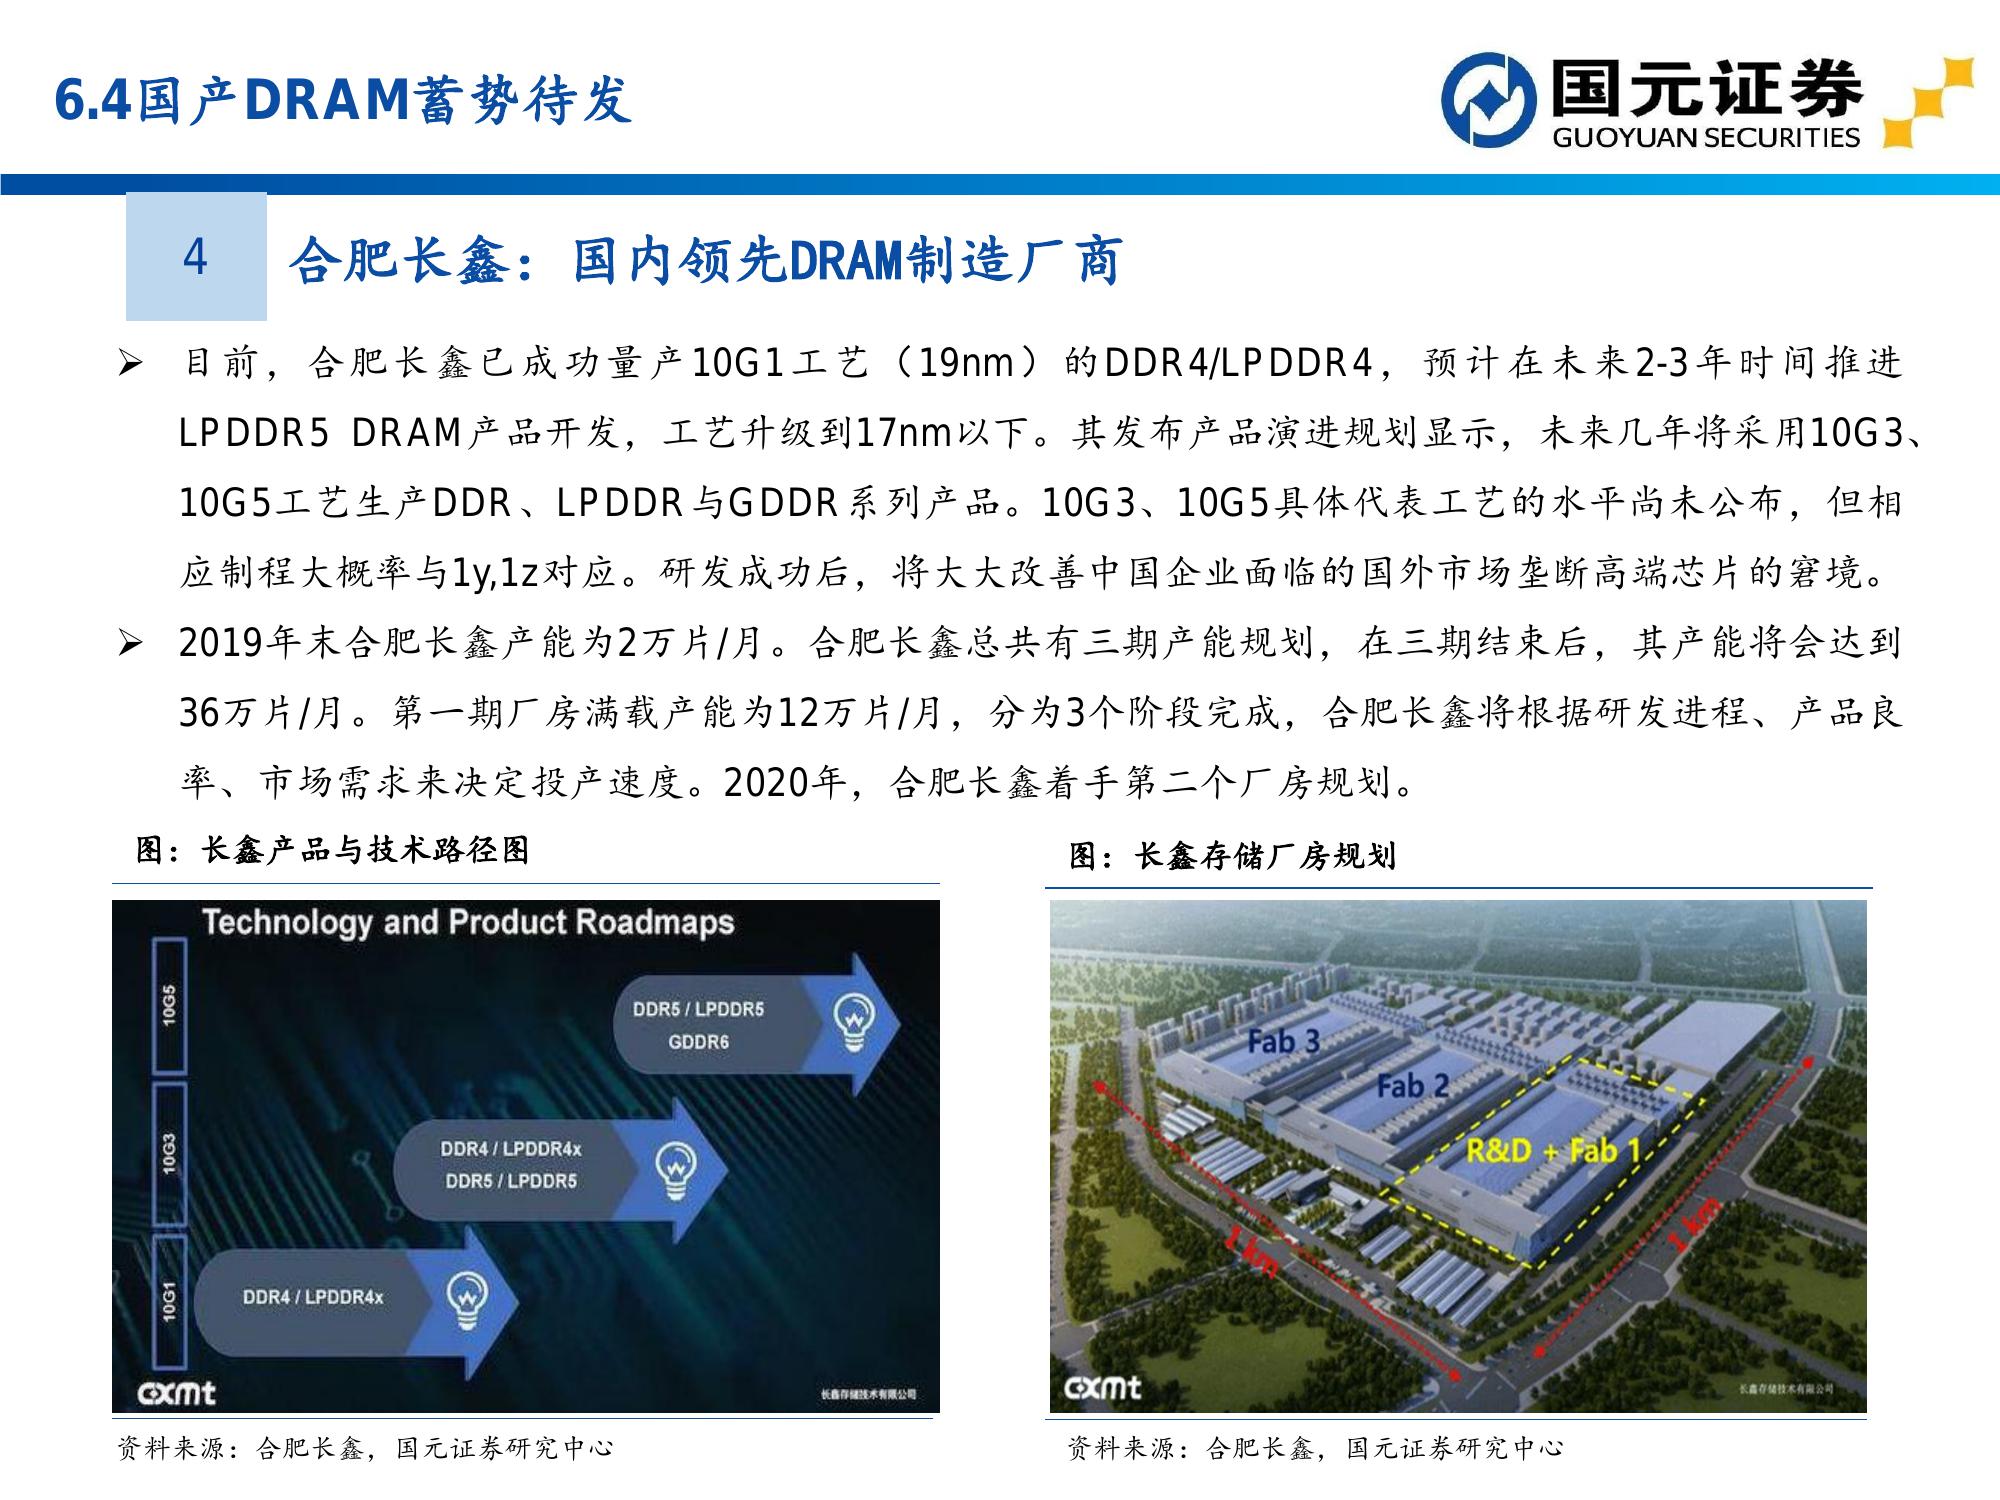 6.4国产DRAM蓄势待发
国元证券
GUOYUAN SECURITIES
4
合肥长鑫：国内领先DRAM制造厂商
➢ 目前，合肥长鑫已成功量产10G1工艺（19nm）的DDR4/LPDDR4，预计在未来2-3年时间推进
LPDDR5 DRAM产品开发，工艺升级到17nm以下。其发布产品演进规划显示，未来几年将采用10G3、
10G5工艺生产DDR、LPDDR与GDDR系列产品。10G3、10G5具体代表工艺的水平尚未公布，但相
应制程大概率与1y,1z对应。研发成功后，将大大改善中国企业面临的国外市场垄断高端芯片的窘境。
➢ 2019年末合肥长鑫产能为2万片/月。合肥长鑫总共有三期产能规划，在三期结束后，其产能将会达到
36万片/月。第一期厂房满载产能为12万片/月，分为3个阶段完成，合肥长鑫将根据研发进程、产品良
率、市场需求来决定投产速度。2020年，合肥长鑫着手第二个厂房规划。
图：长鑫产品与技术路径图
Technology and Product Roadmaps
10G5
DDR5 / LPDDR5
GDDR6
10G3
DDR4 / LPDDR4x
DDR5 / LPDDR5
10G1
DDR4 / LPDDR4x
cxmt
长鑫存储技术有限公司
资料来源：合肥长鑫，国元证券研究中心
图：长鑫存储厂房规划
Fab 3
Fab 2
R&D + Fab 1
1 km
1 km
cxmt
长鑫存储技术有限公司
资料来源：合肥长鑫，国元证券研究中心